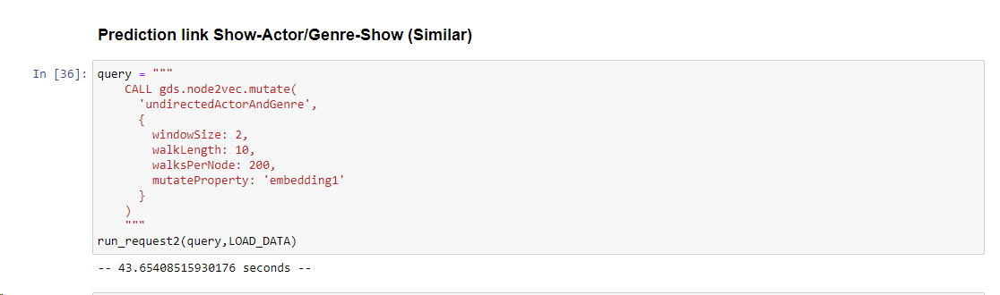 Prediction link Show-Actor/Genre-Show (Similar)
In [36]: query = """
CALL gds.node2vec.mutate(
'undirectedActorAndGenre',
{
windowSize: 2,
walkLength: 10,
walksPerNode: 200,
mutateProperty: 'embedding1'
}
)
"""
run_request2(query,LOAD_DATA)
-- 43.65408515930176 seconds --